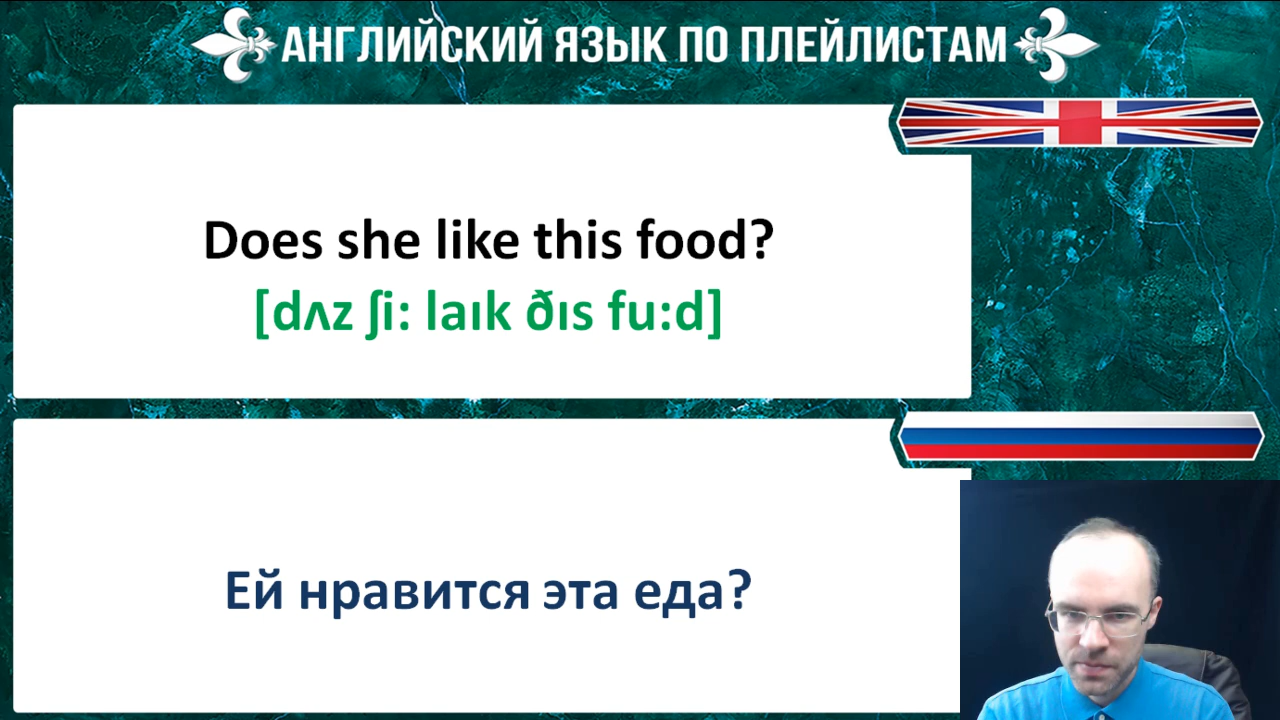 АНГЛИЙСКИЙ ЯЗЫК ПО ПЛЕЙЛИСТАМ
Does she like this food?
[dʌz ʃi: laɪk ðɪs fu:d]
Ей нравится эта еда?